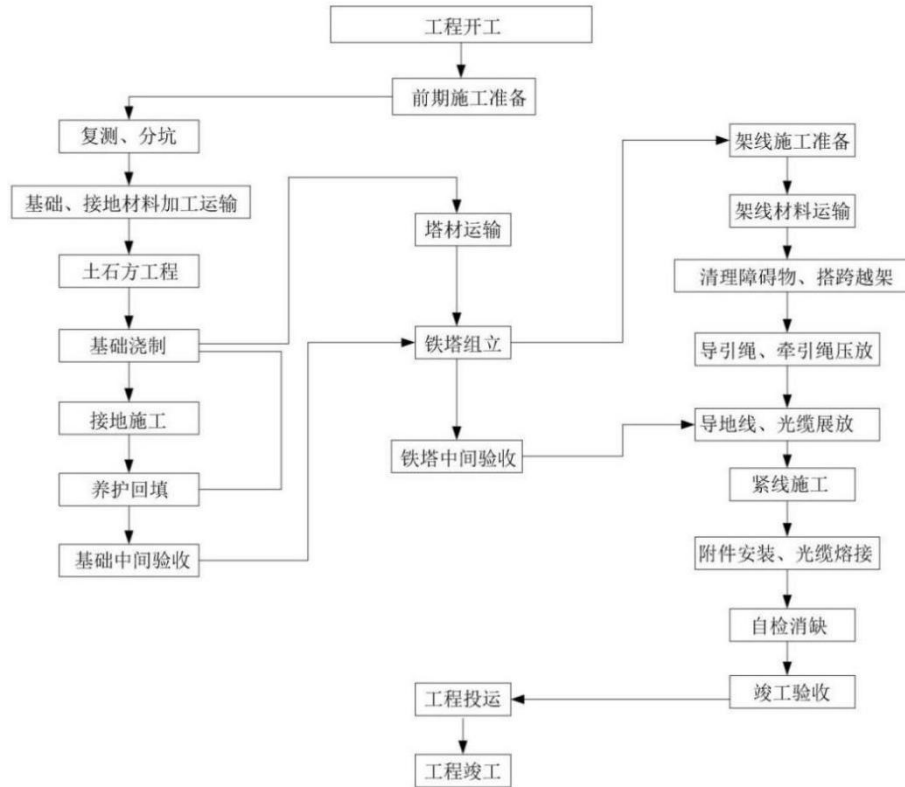 工程开工
前期施工准备
复测、分坑
基础、接地材料加工运输
土石方工程
基础浇制
接地施工
养护回填
基础中间验收
塔材运输
铁塔组立
铁塔中间验收
架线施工准备
架线材料运输
清理障碍物、搭跨越架
导引绳、牵引绳压放
导地线、光缆展放
紧线施工
附件安装、光缆熔接
自检消缺
竣工验收
工程投运
工程竣工